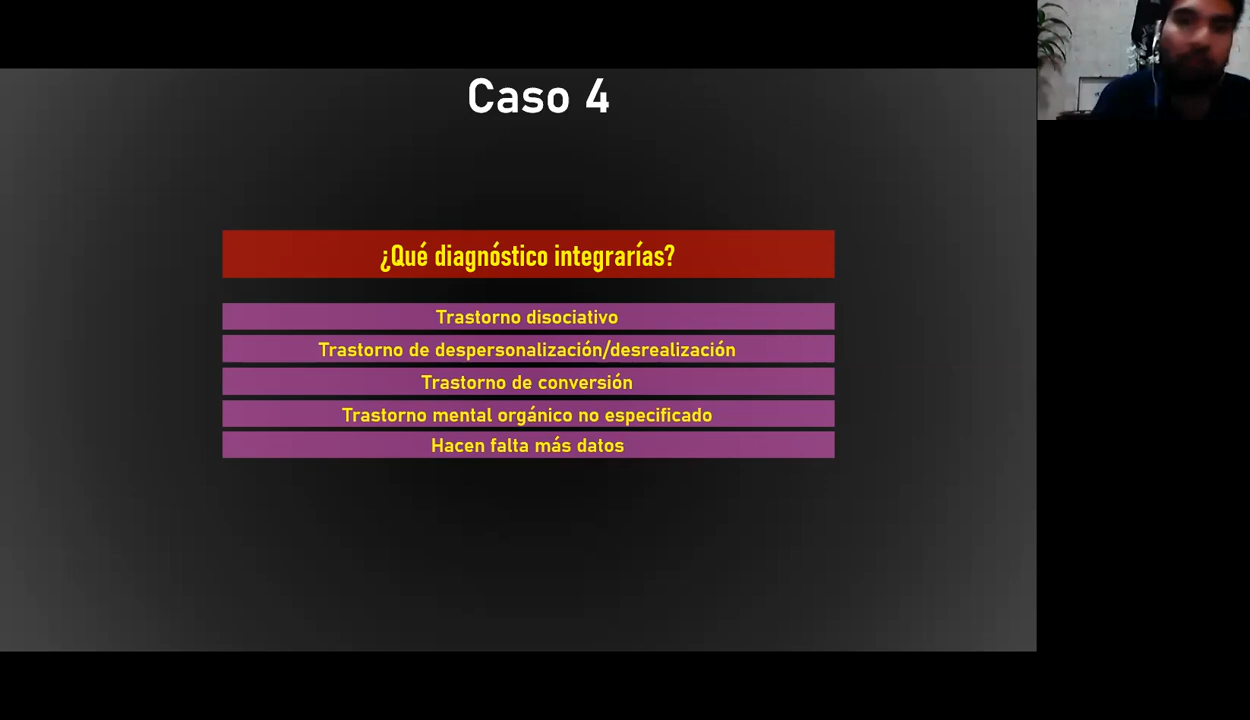 Caso 4
¿Qué diagnóstico integrarías?
Trastorno disociativo
Trastorno de despersonalización/desrealización
Trastorno de conversión
Trastorno mental orgánico no especificado
Hacen falta más datos